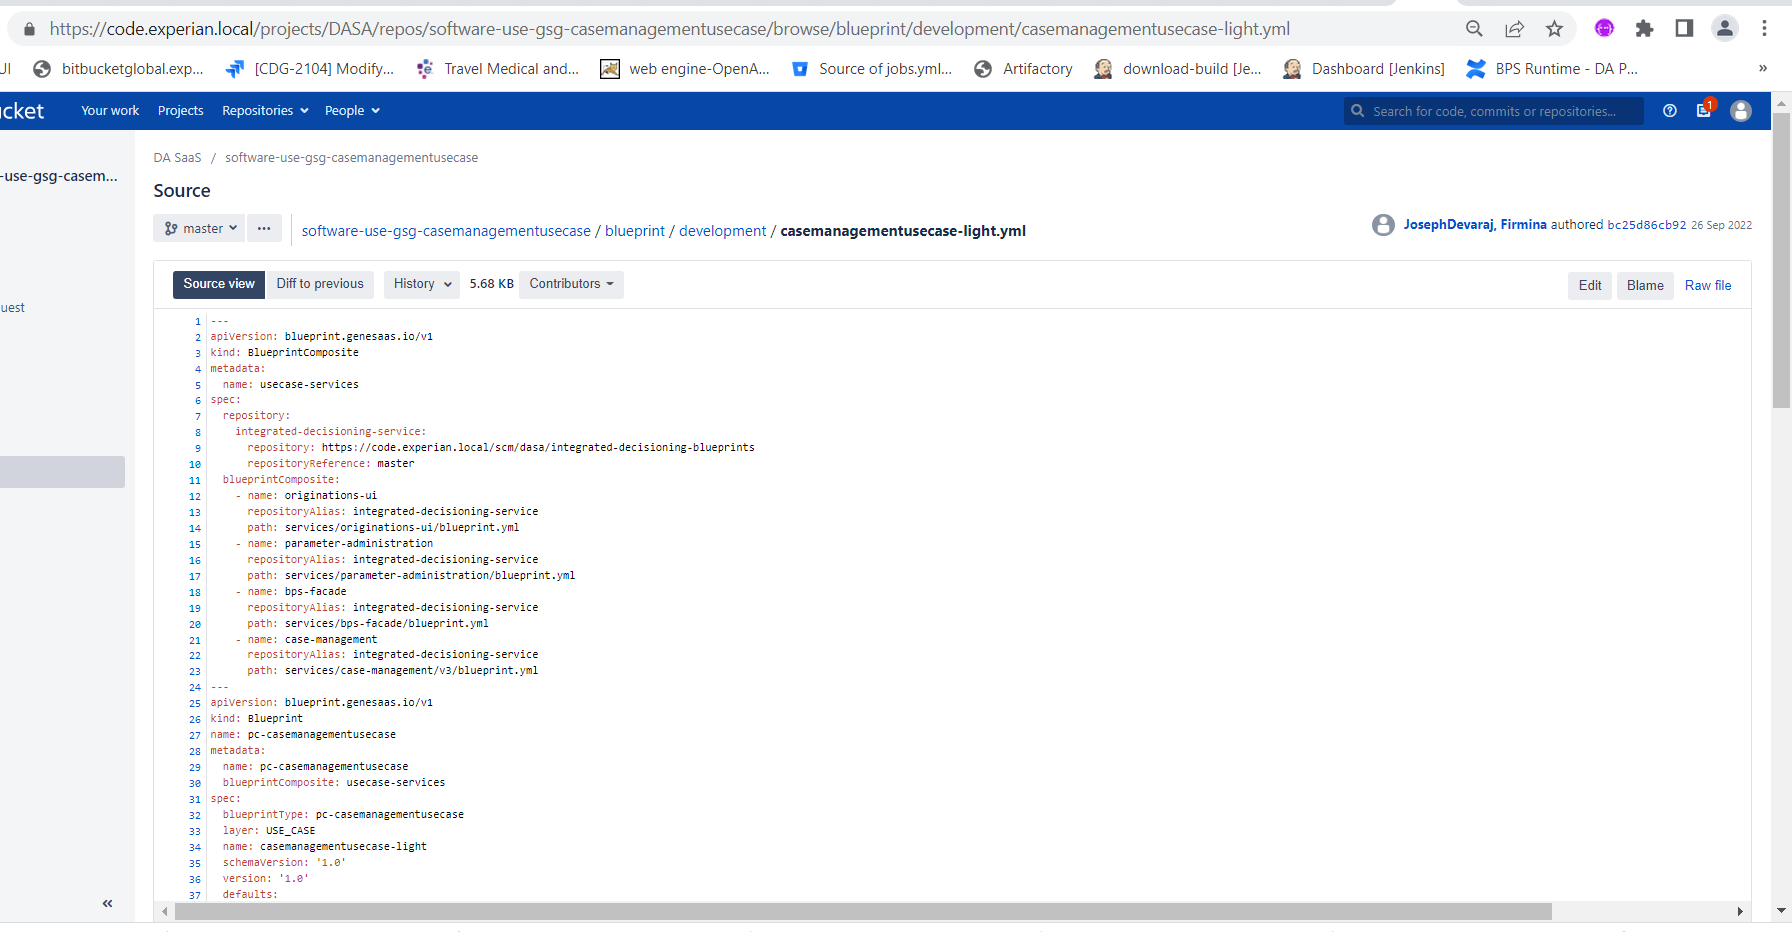 https://code.experian.local/projects/DASA/repos/software-use-gsg-casemanagementusecase/browse/blueprint/development/casemanagementusecase-light.yml
UI bitbucketglobal.exp... [CDG-2104] Modify... Travel Medical and... web engine-OpenA... Source of jobs.yml... Artifactory download-build [Je... Dashboard [Jenkins] BPS Runtime - DA P... »
cket Your work Projects Repositories People Search for code, commits or repositories... 1
DA SaaS / software-use-gsg-casemanagementusecase
-use-gsg-casem...
Source
master ··· software-use-gsg-casemanagementusecase / blueprint / development / casemanagementusecase-light.yml JosephDevaraj, Firmina authored bc25d86cb92 26 Sep 2022
Source view Diff to previous History 5.68 KB Contributors Edit Blame Raw file
uest
1 ---
2 apiVersion: blueprint.genesaas.io/v1
3 kind: BlueprintComposite
4 metadata:
5 name: usecase-services
6 spec:
7 repository:
8 integrated-decisioning-service:
9 repository: https://code.experian.local/scm/dasa/integrated-decisioning-blueprints
10 repositoryReference: master
11 blueprintComposite:
12 - name: originations-ui
13 repositoryAlias: integrated-decisioning-service
14 path: services/originations-ui/blueprint.yml
15 - name: parameter-administration
16 repositoryAlias: integrated-decisioning-service
17 path: services/parameter-administration/blueprint.yml
18 - name: bps-facade
19 repositoryAlias: integrated-decisioning-service
20 path: services/bps-facade/blueprint.yml
21 - name: case-management
22 repositoryAlias: integrated-decisioning-service
23 path: services/case-management/v3/blueprint.yml
24 ---
25 apiVersion: blueprint.genesaas.io/v1
26 kind: Blueprint
27 name: pc-casemanagementusecase
28 metadata:
29 name: pc-casemanagementusecase
30 blueprintComposite: usecase-services
31 spec:
32 blueprintType: pc-casemanagementusecase
33 layer: USE_CASE
34 name: casemanagementusecase-light
35 schemaVersion: '1.0'
36 version: '1.0'
37 defaults:
«